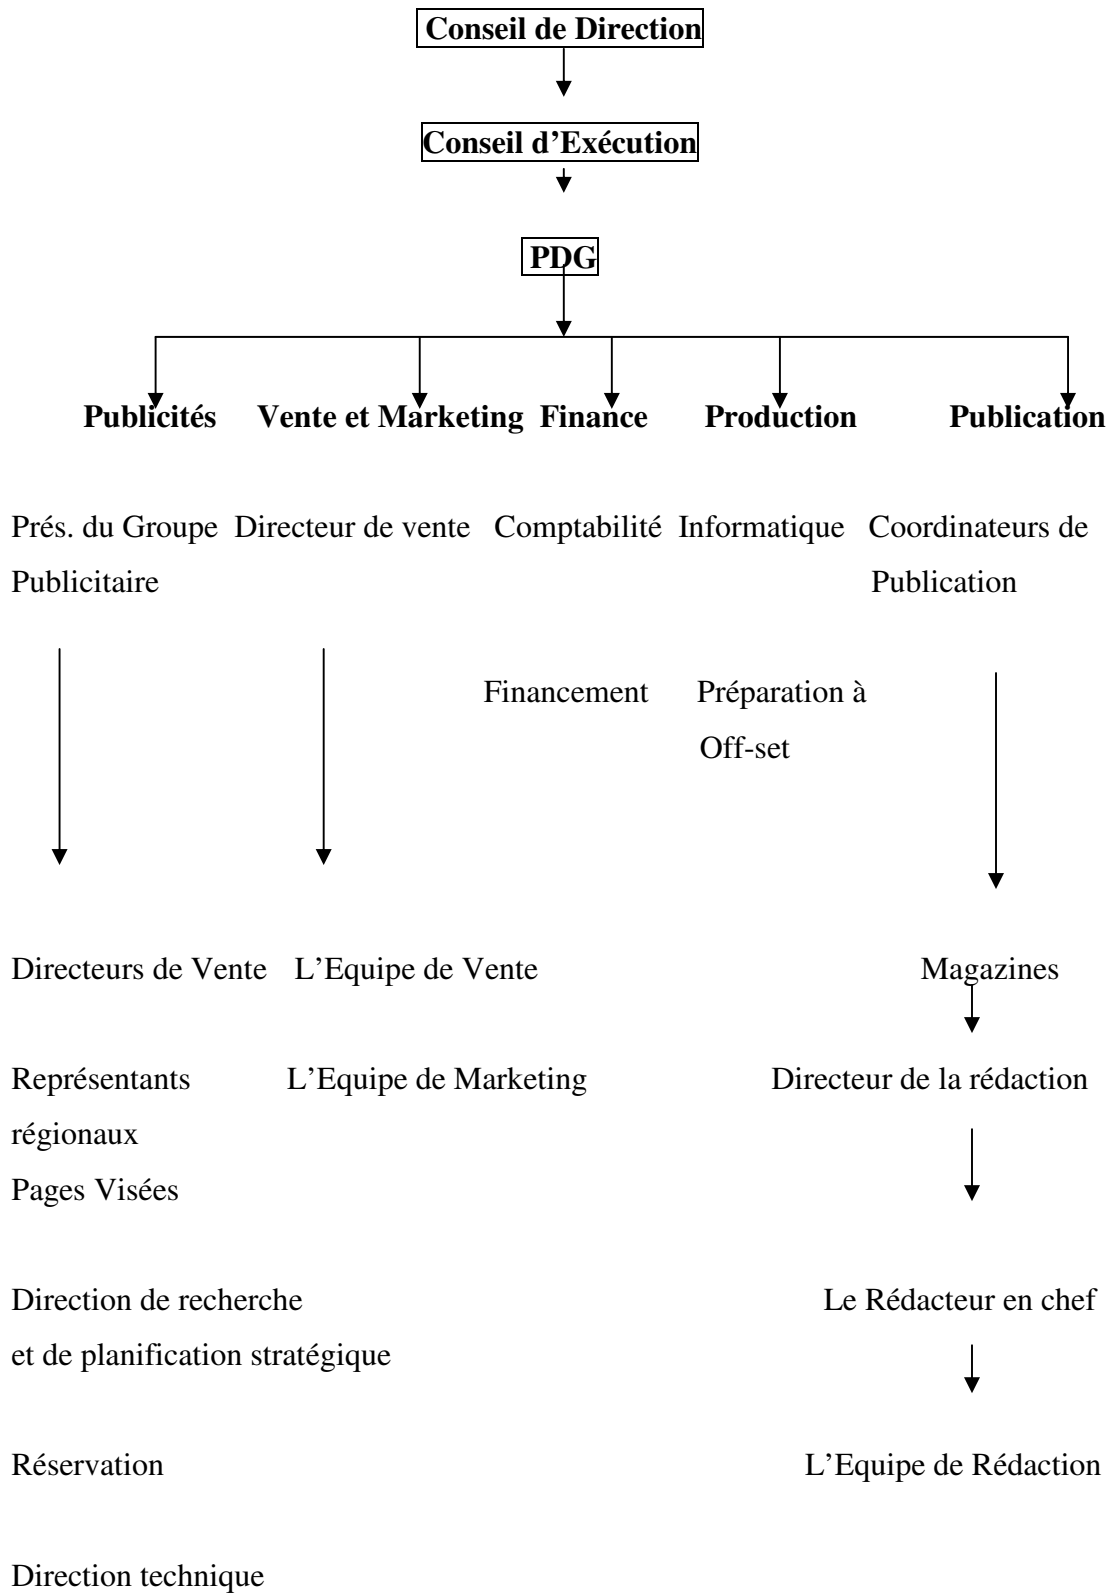 Conseil de Direction
Conseil d’Exécution
PDG
Publicités Vente et Marketing Finance Production Publication
Prés. du Groupe Directeur de vente Comptabilité Informatique Coordinateurs de
Publicitaire Publication
Financement Préparation à
Off-set
Directeurs de Vente L’Equipe de Vente Magazines
Représentants L’Equipe de Marketing Directeur de la rédaction
régionaux
Pages Visées
Direction de recherche Le Rédacteur en chef
et de planification stratégique
Réservation L’Equipe de Rédaction
Direction technique